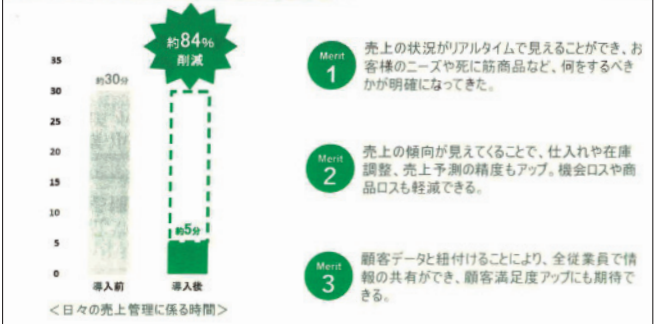 約84%
削減
35
30
25
20
15
10
5
0
約30分
約5分
導入前
導入後
<日々の売上管理に係る時間>
Merit
1
売上の状況がリアルタイムで見えることができ、お
客様のニーズや死に筋商品など、何をするべき
かが明確になってきた。
Merit
2
売上の傾向が見えてくることで、仕入れや在庫
調整、売上予測の精度もアップ。機会ロスや商
品ロスも軽減できる。
Merit
3
顧客データと紐付けることにより、全従業員で情
報の共有ができ、顧客満足度アップにも期待で
きる。